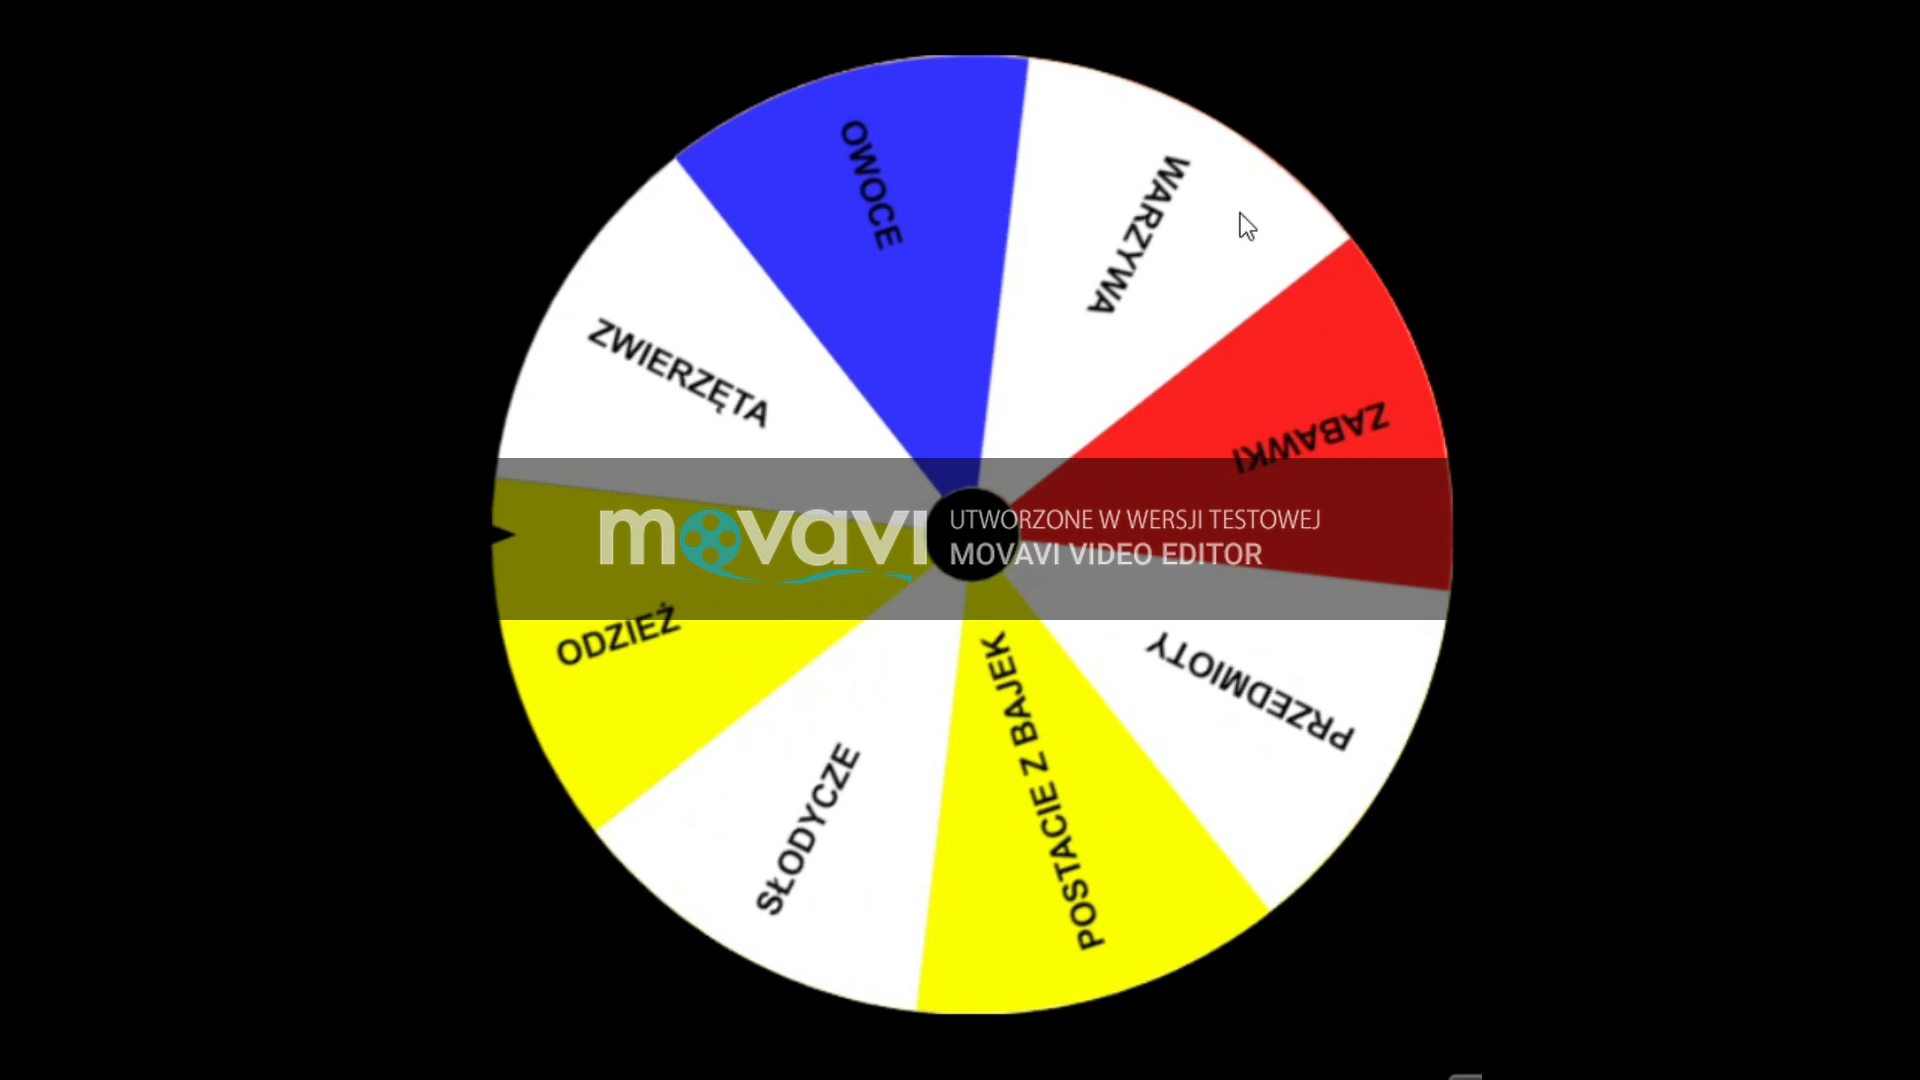 OWOCE
WARZYWA
ZWIERZĘTA
ZABAWKI
movavi
UTWORZONE W WERSJI TESTOWEJ
MOVAVI VIDEO EDITOR
ODZIEŻ
PRZEDMIOTY
POSTACIE Z BAJEK
SŁODYCZE